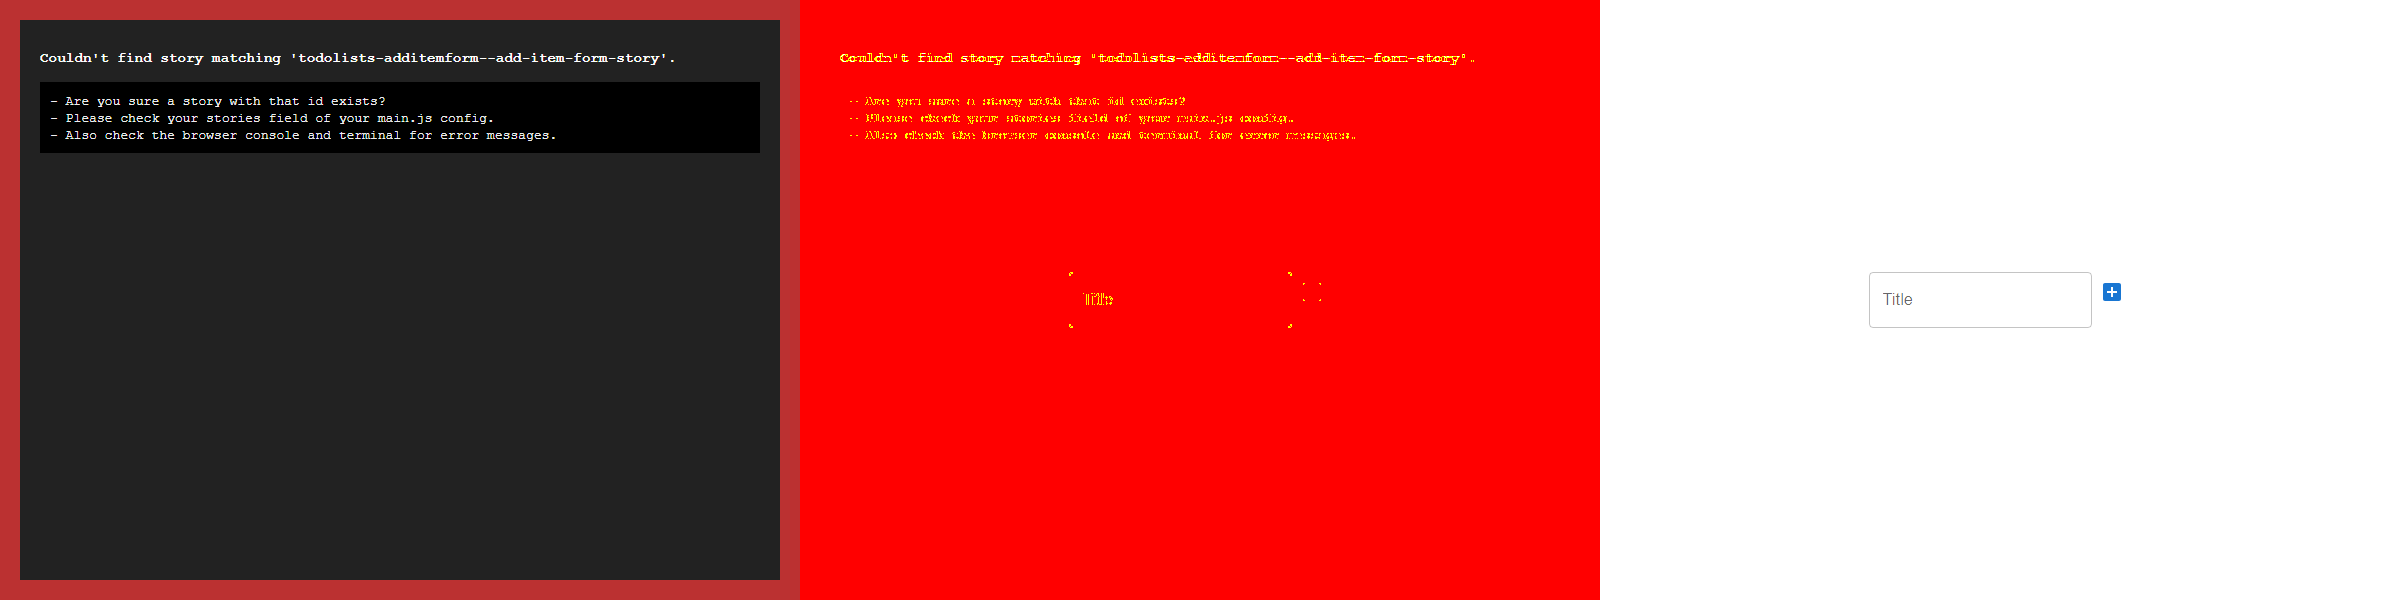 Couldn't find story matching 'todolists-additemform--add-item-form-story'.
- Are you sure a story with that id exists?
- Please check your stories field of your main.js config.
- Also check the browser console and terminal for error messages.
Couldn't find story matching 'todolists-additemform--add-item-form-story'.
- Are you sure a story with that id exists?
- Please check your stories field of your main.js config.
- Also check the browser console and terminal for error messages.
Title
Title